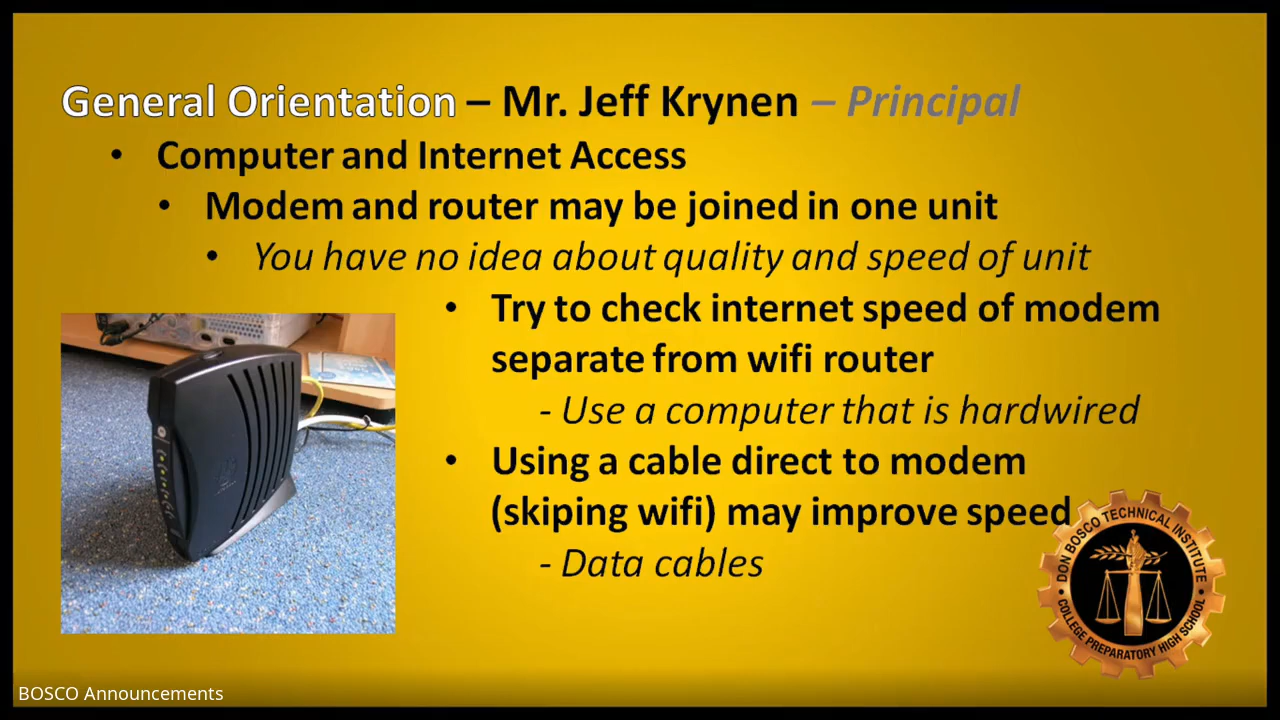 General Orientation – Mr. Jeff Krynen – Principal
• Computer and Internet Access
• Modem and router may be joined in one unit
• You have no idea about quality and speed of unit
• Try to check internet speed of modem
separate from wifi router
- Use a computer that is hardwired
• Using a cable direct to modem
(skiping wifi) may improve speed
- Data cables
• DON BOSCO TECHNICAL INSTITUTE •
COLLEGE PREPARATORY HIGH SCHOOL
BOSCO Announcements